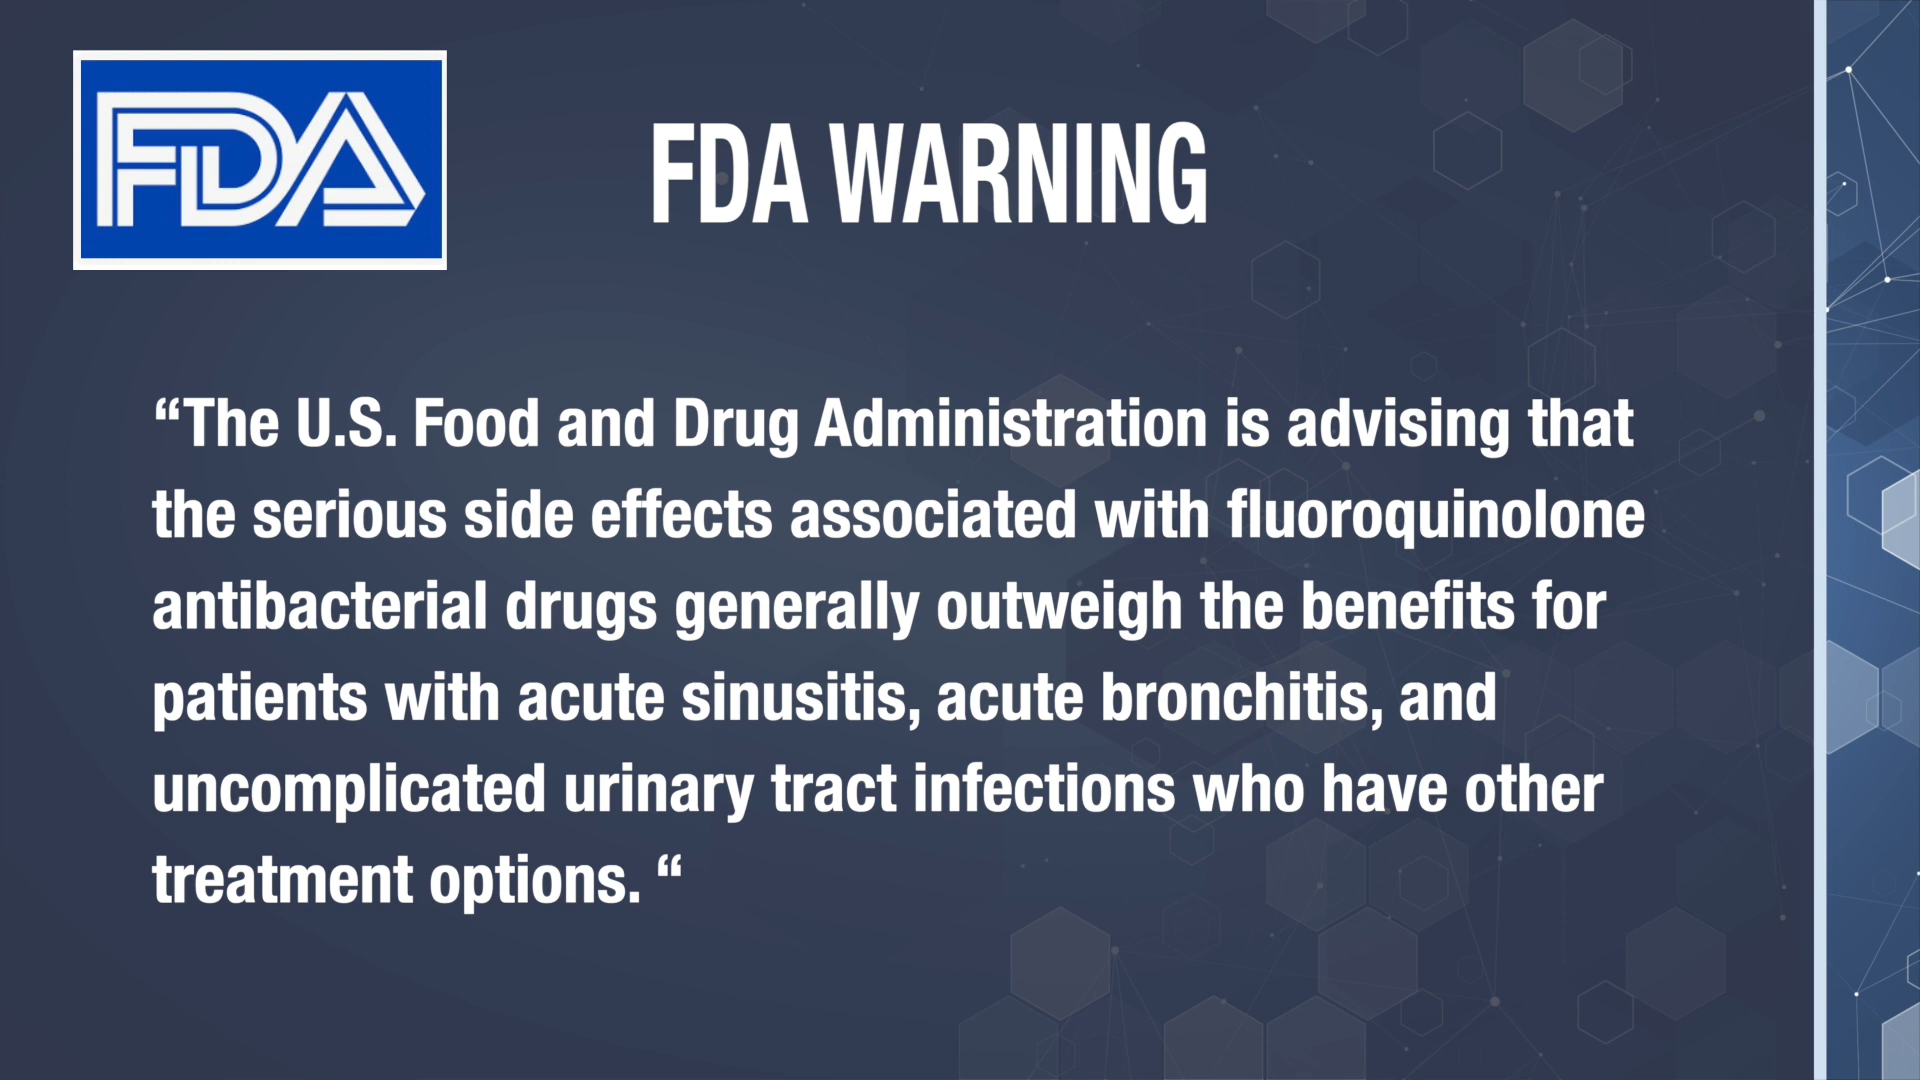 FDA
FDA WARNING
“The U.S. Food and Drug Administration is advising that
the serious side effects associated with fluoroquinolone
antibacterial drugs generally outweigh the benefits for
patients with acute sinusitis, acute bronchitis, and
uncomplicated urinary tract infections who have other
treatment options. “